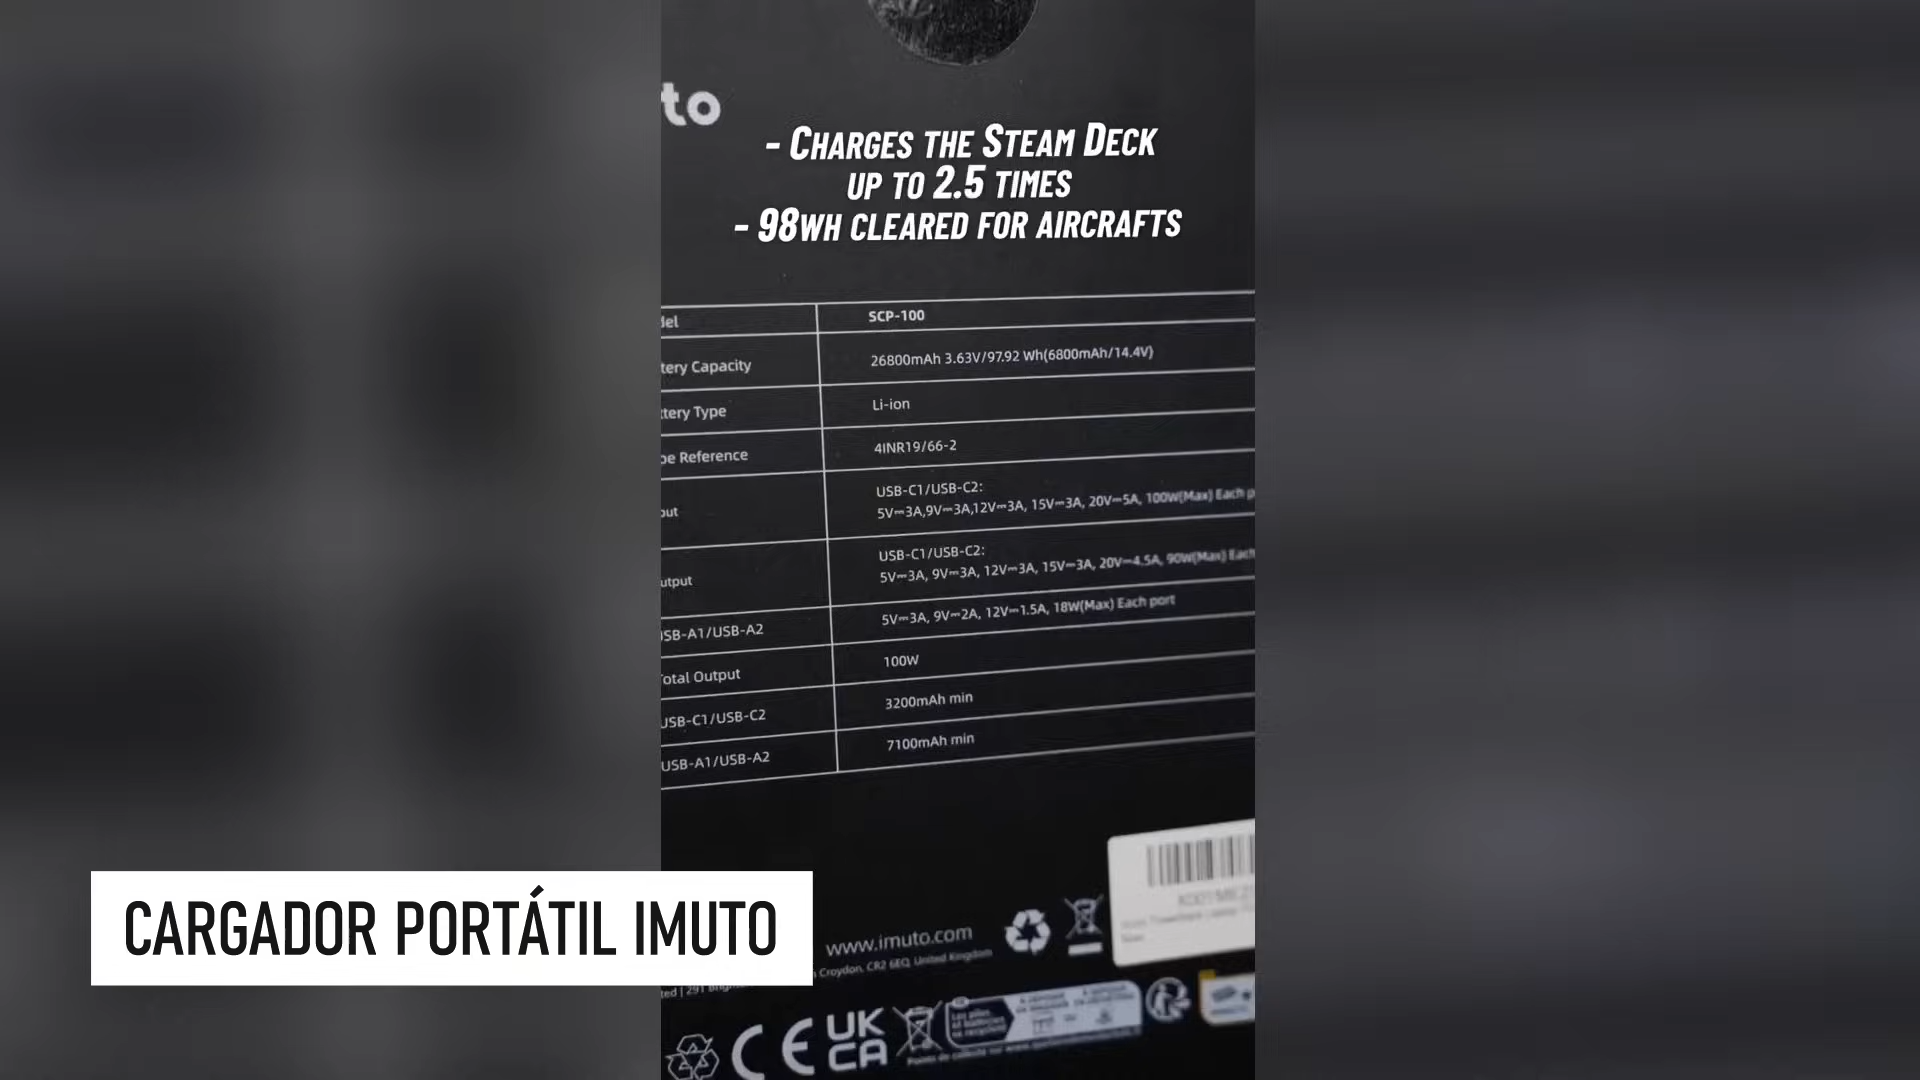 to
- CHARGES THE STEAM DECK
UP TO 2.5 TIMES
- 98WH CLEARED FOR AIRCRAFTS
del SCP-100
tery Capacity 26800mAh 3.63V/97.92 Wh(6800mAh/14.4V)
ttery Type Li-ion
pe Reference 4INR19/66-2
put USB-C1/USB-C2:
5V⎓3A,9V⎓3A,12V⎓3A, 15V⎓3A, 20V⎓5A, 100W(Max) Each p
utput USB-C1/USB-C2:
5V⎓3A, 9V⎓3A, 12V⎓3A, 15V⎓3A, 20V⎓4.5A, 90W(Max) Each
USB-A1/USB-A2 5V⎓3A, 9V⎓2A, 12V⎓1.5A, 18W(Max) Each port
Total Output 100W
USB-C1/USB-C2 3200mAh min
USB-A1/USB-A2 7100mAh min
CARGADOR PORTÁTIL IMUTO
www.imuto.com
Croydon. CR2 6EQ, United Kingdom
ted | 291
CE
UK
CA